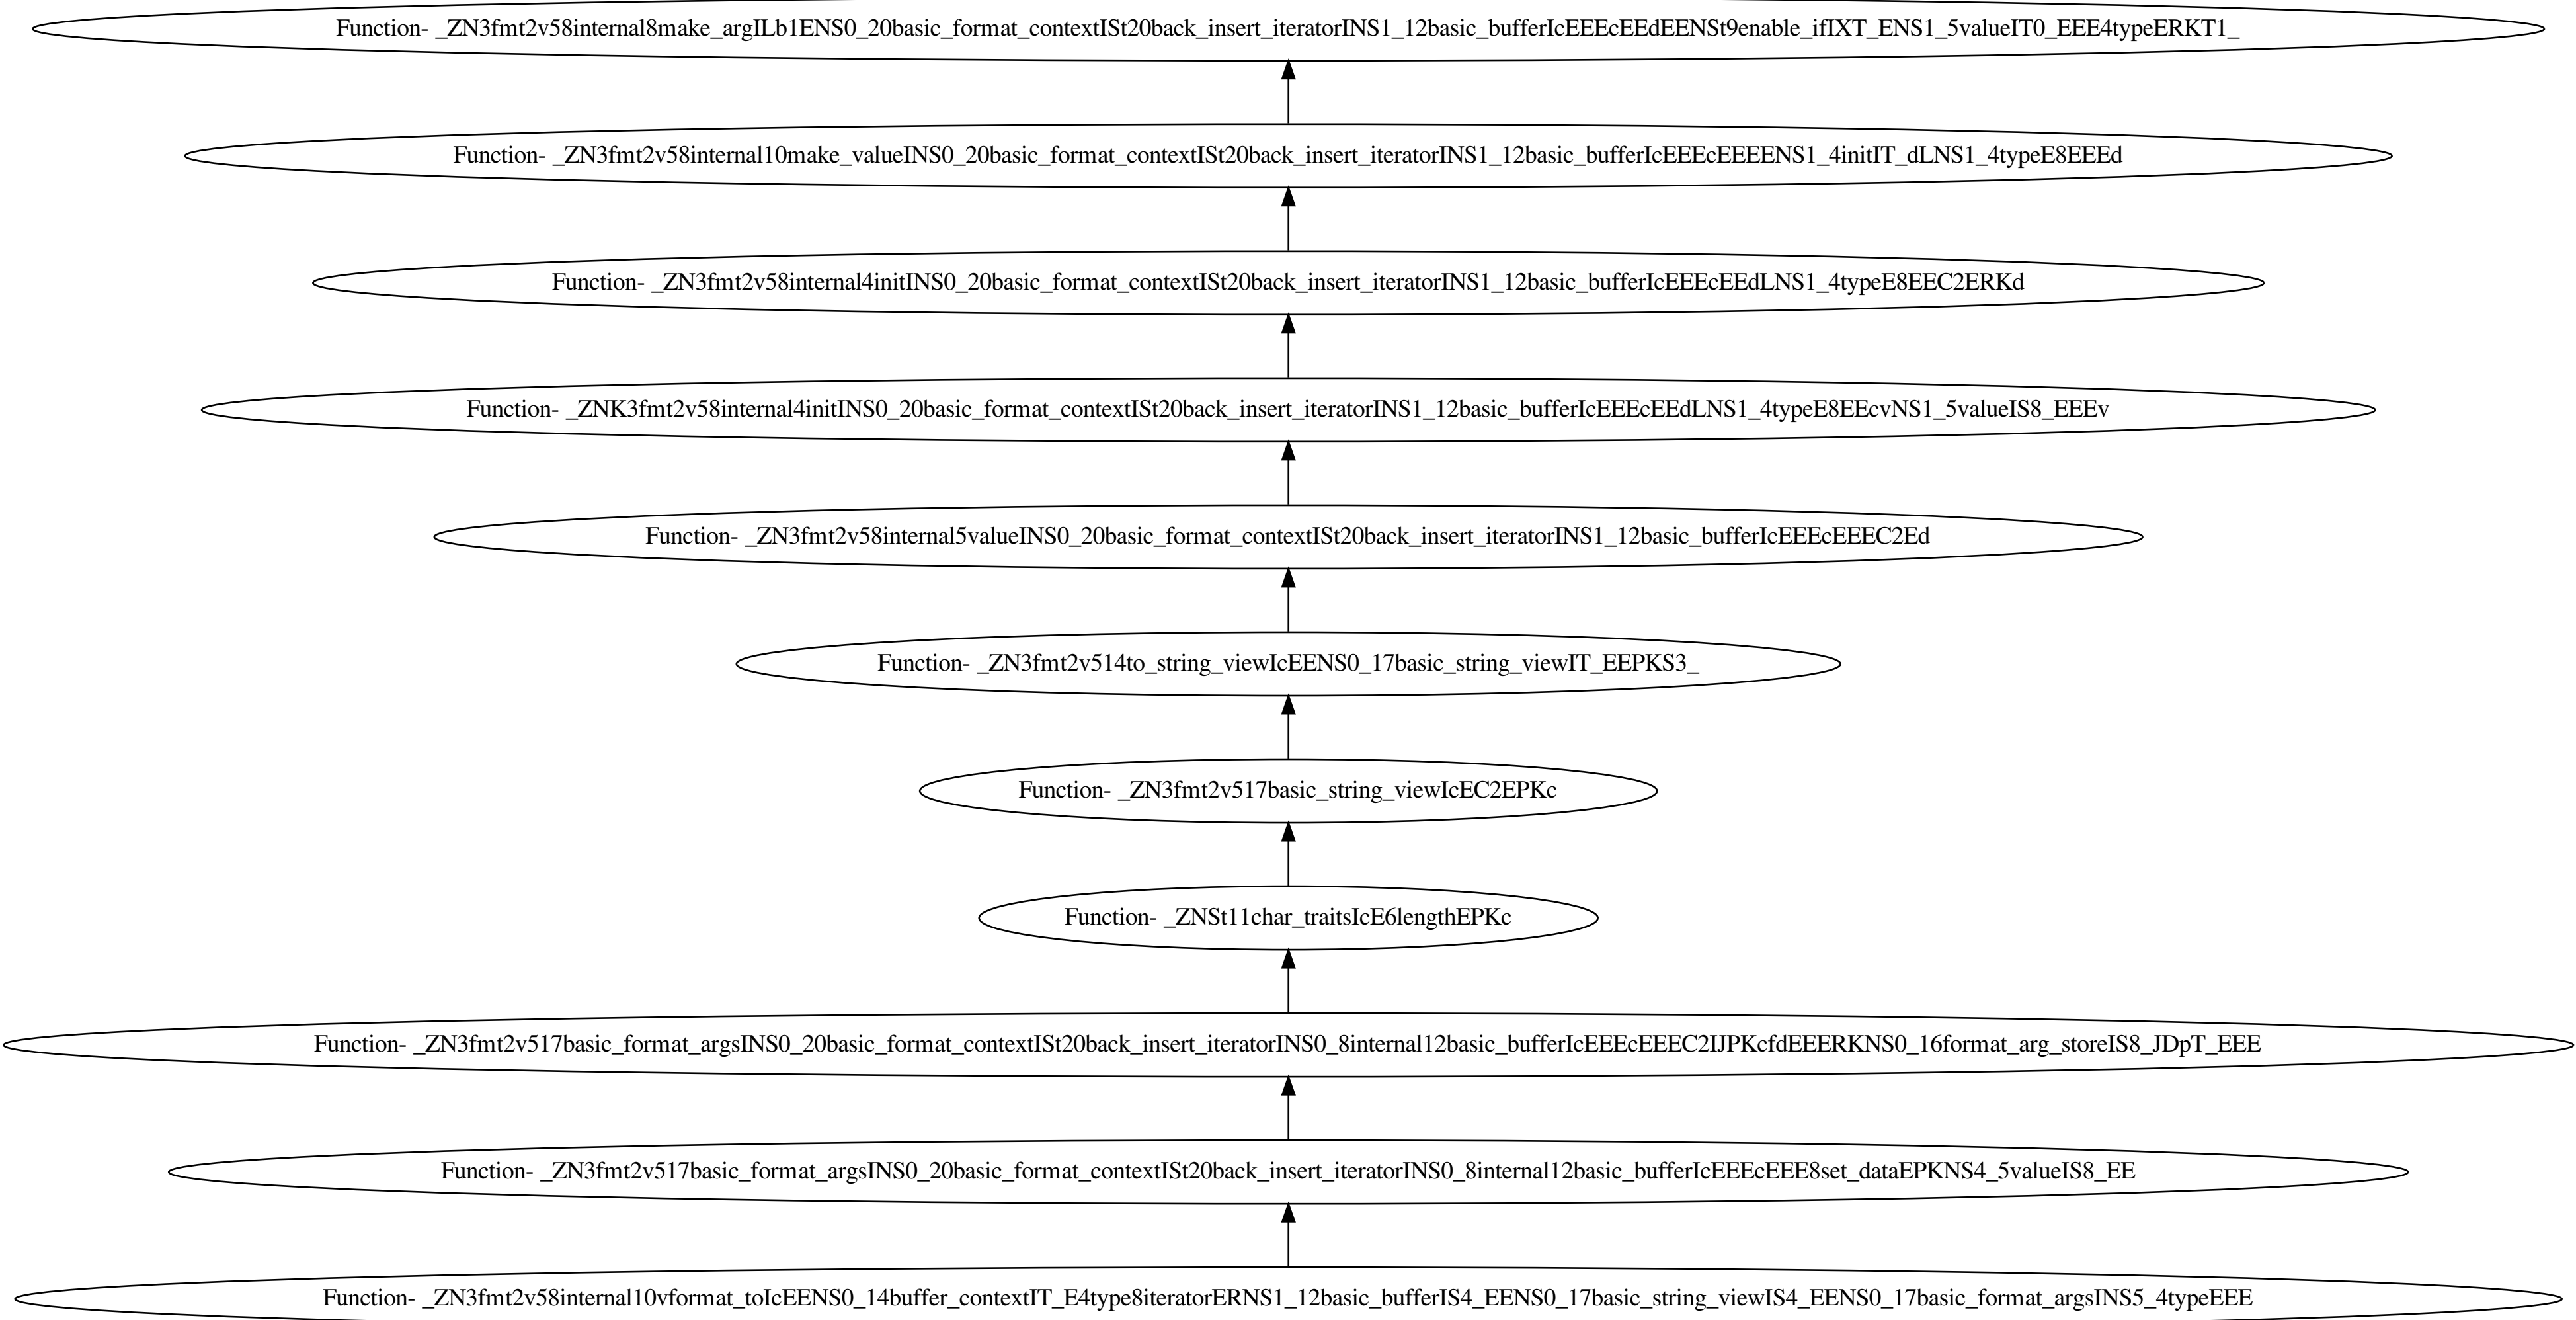 Function- _ZN3fmt2v58internal8make_argILb1ENS0_20basic_format_contextISt20back_insert_iteratorINS1_12basic_bufferIcEEEcEEdEENSt9enable_ifIXT_ENS1_5valueIT0_EEE4typeERKT1_
Function- _ZN3fmt2v58internal10make_valueINS0_20basic_format_contextISt20back_insert_iteratorINS1_12basic_bufferIcEEEcEEEENS1_4initIT_dLNS1_4typeE8EEEd
Function- _ZN3fmt2v58internal4initINS0_20basic_format_contextISt20back_insert_iteratorINS1_12basic_bufferIcEEEcEEdLNS1_4typeE8EEC2ERKd
Function- _ZNK3fmt2v58internal4initINS0_20basic_format_contextISt20back_insert_iteratorINS1_12basic_bufferIcEEEcEEdLNS1_4typeE8EEcvNS1_5valueIS8_EEEv
Function- _ZN3fmt2v58internal5valueINS0_20basic_format_contextISt20back_insert_iteratorINS1_12basic_bufferIcEEEcEEEC2Ed
Function- _ZN3fmt2v514to_string_viewIcEENS0_17basic_string_viewIT_EEPKS3_
Function- _ZN3fmt2v517basic_string_viewIcEC2EPKc
Function- _ZNSt11char_traitsIcE6lengthEPKc
Function- _ZN3fmt2v517basic_format_argsINS0_20basic_format_contextISt20back_insert_iteratorINS0_8internal12basic_bufferIcEEEcEEEC2IJPKcfdEEERKNS0_16format_arg_storeIS8_JDpT_EEE
Function- _ZN3fmt2v517basic_format_argsINS0_20basic_format_contextISt20back_insert_iteratorINS0_8internal12basic_bufferIcEEEcEEE8set_dataEPKNS4_5valueIS8_EE
Function- _ZN3fmt2v58internal10vformat_toIcEENS0_14buffer_contextIT_E4type8iteratorERNS1_12basic_bufferIS4_EENS0_17basic_string_viewIS4_EENS0_17basic_format_argsINS5_4typeEEE